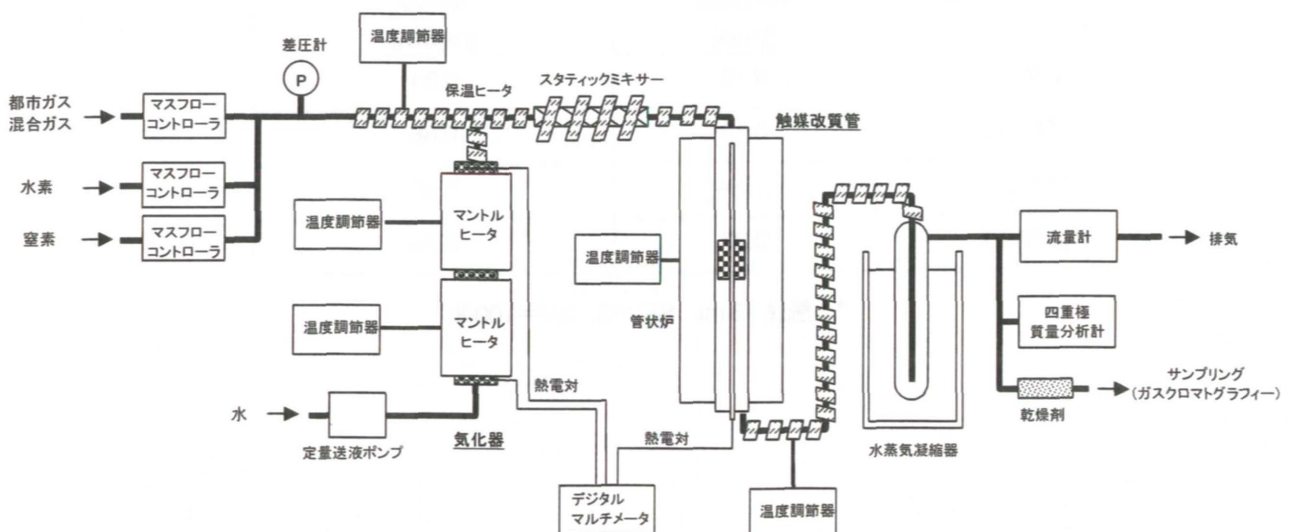 温度調節器
差圧計
P
スタティックミキサー
保温ヒータ
都市ガス
混合ガス
マスフロー
コントローラ
触媒改質管
水素
マスフロー
コントローラ
窒素
マスフロー
コントローラ
温度調節器
マントル
ヒータ
温度調節器
マントル
ヒータ
温度調節器
管状炉
流量計
排気
四重極
質量分析計
サンプリング
(ガスクロマトグラフィー)
乾燥剤
水
定量送液ポンプ
気化器
熱電対
熱電対
水蒸気凝縮器
デジタル
マルチメータ
温度調節器